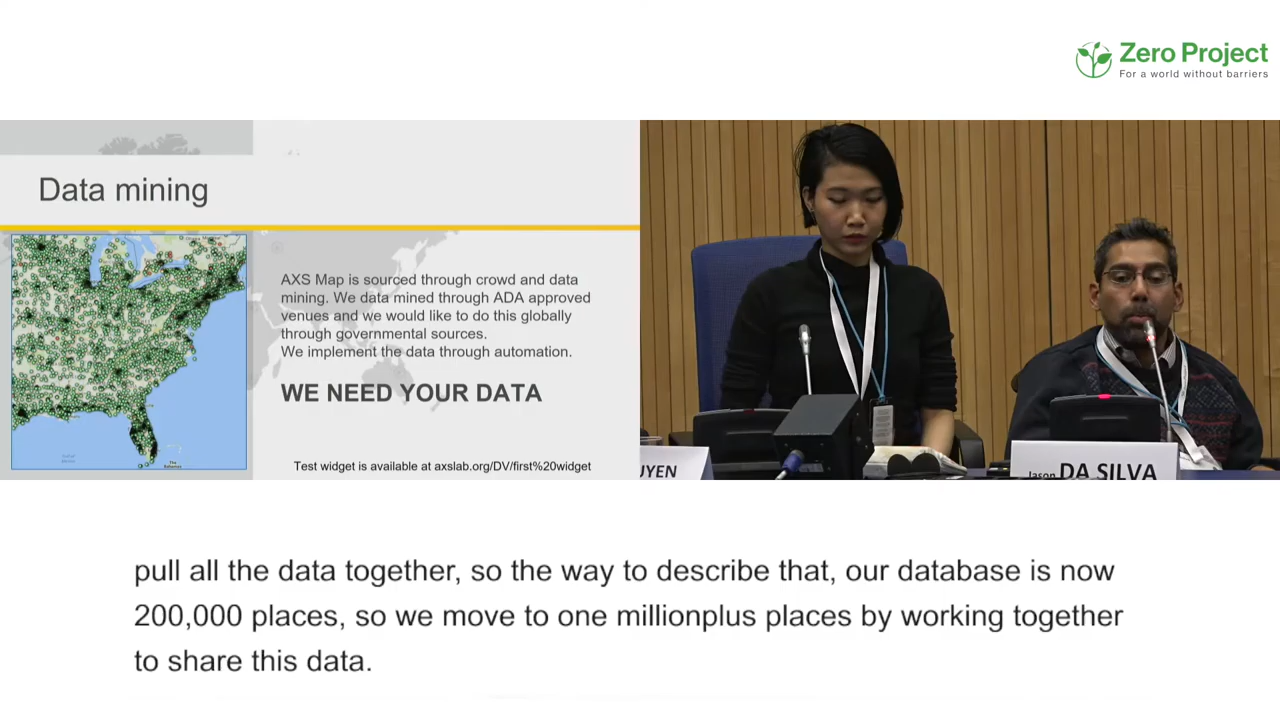 Zero Project
For a world without barriers
Data mining
AXS Map is sourced through crowd and data
mining. We data mined through ADA approved
venues and we would like to do this globally
through governmental sources.
We implement the data through automation.
WE NEED YOUR DATA
Test widget is available at axslab.org/DV/first%20widget
UYEN
Jason DA SILVA
pull all the data together, so the way to describe that, our database is now
200,000 places, so we move to one millionplus places by working together
to share this data.